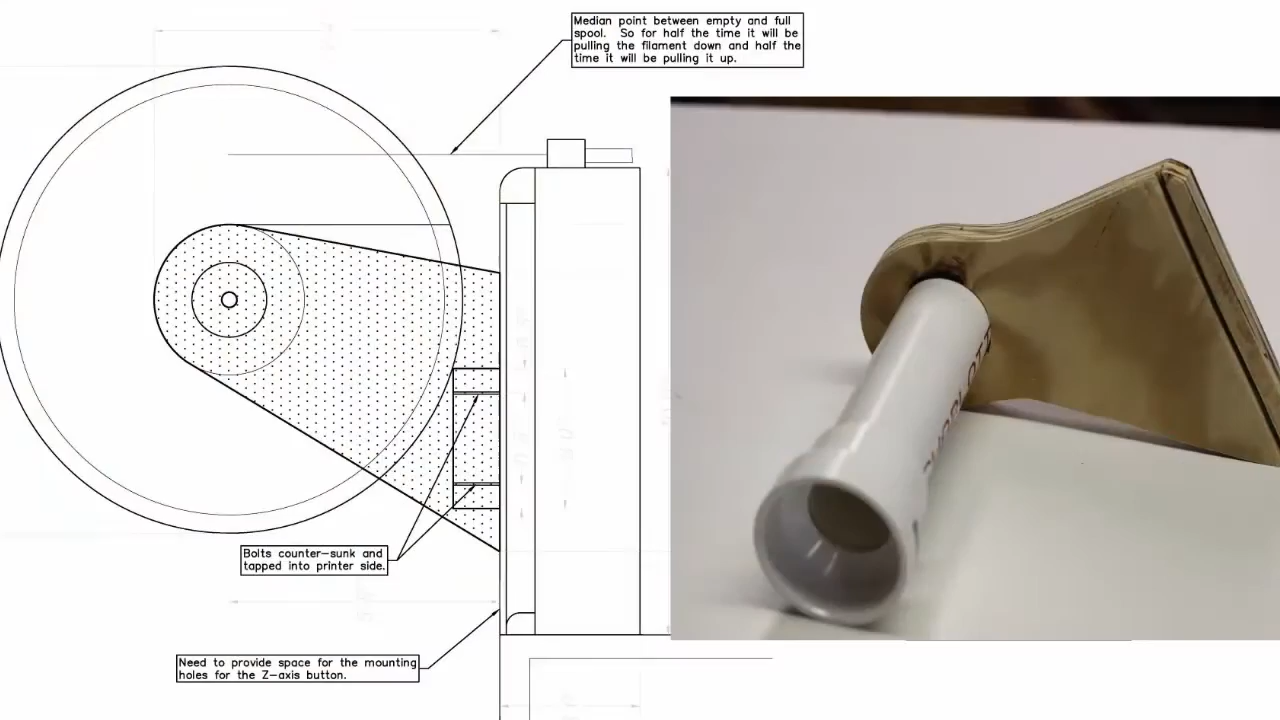 Median point between empty and full
spool.  So for half the time it will be
pulling the filament down and half the
time it will be pulling it up.
Bolts counter-sunk and
tapped into printer side.
Need to provide space for the mounting
holes for the Z-axis button.